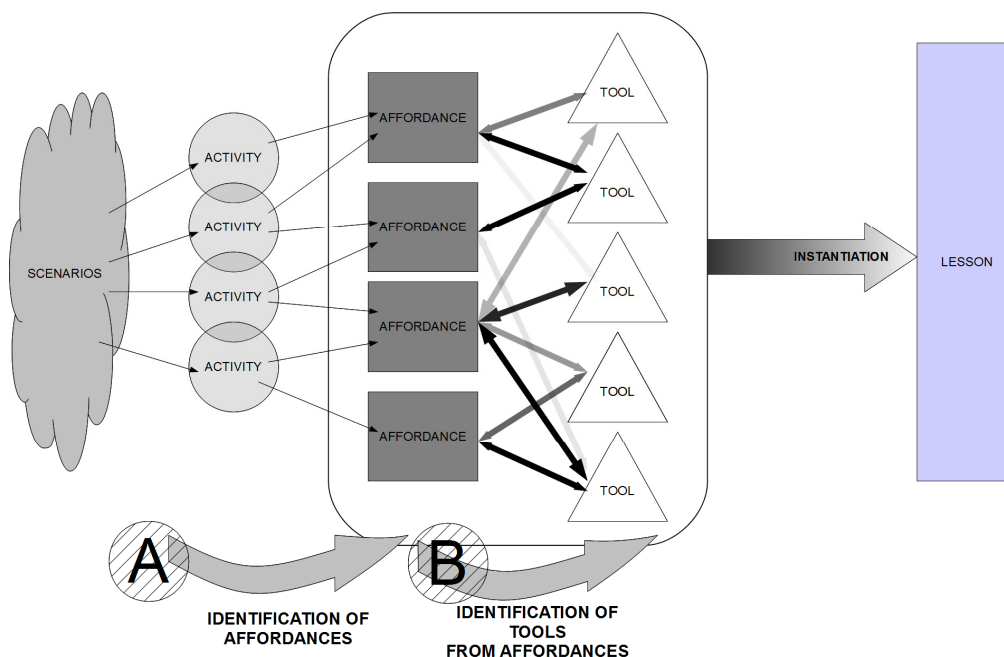 SCENARIOS
ACTIVITY
ACTIVITY
ACTIVITY
ACTIVITY
AFFORDANCE
AFFORDANCE
AFFORDANCE
AFFORDANCE
TOOL
TOOL
TOOL
TOOL
TOOL
INSTANTIATION
LESSON
A
IDENTIFICATION OF
AFFORDANCES
B
IDENTIFICATION OF
TOOLS
FROM AFFORDANCES